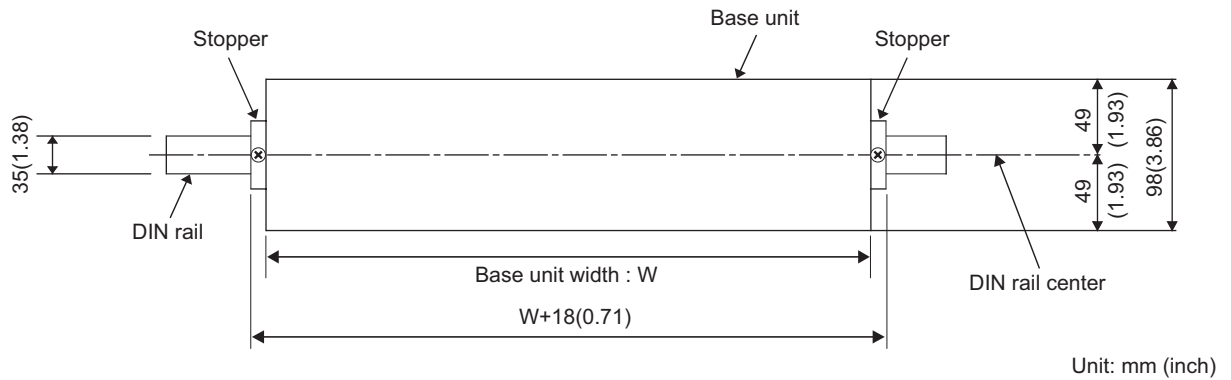 Base unit
Stopper
Stopper
35(1.38)
49
(1.93)
49
(1.93)
98(3.86)
DIN rail
Base unit width : W
DIN rail center
W+18(0.71)
Unit: mm (inch)